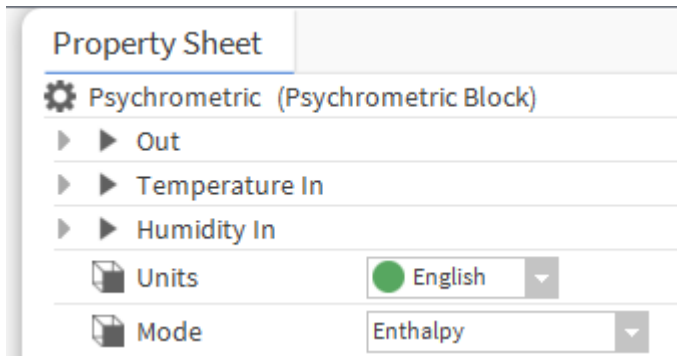 Property Sheet
Psychrometric (Psychrometric Block)
Out
Temperature In
Humidity In
Units English
Mode Enthalpy